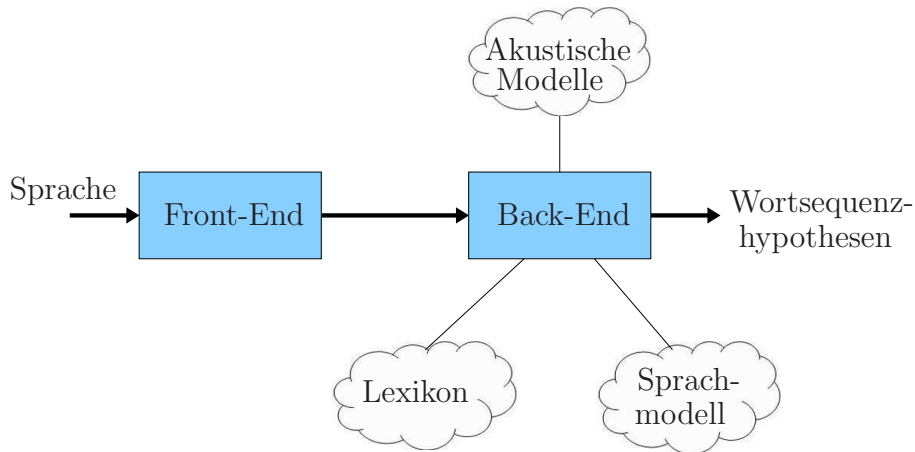 Akustische
Modelle
Sprache
Front-End
Back-End
Wortsequenz-
hypothesen
Lexikon
Sprach-
modell